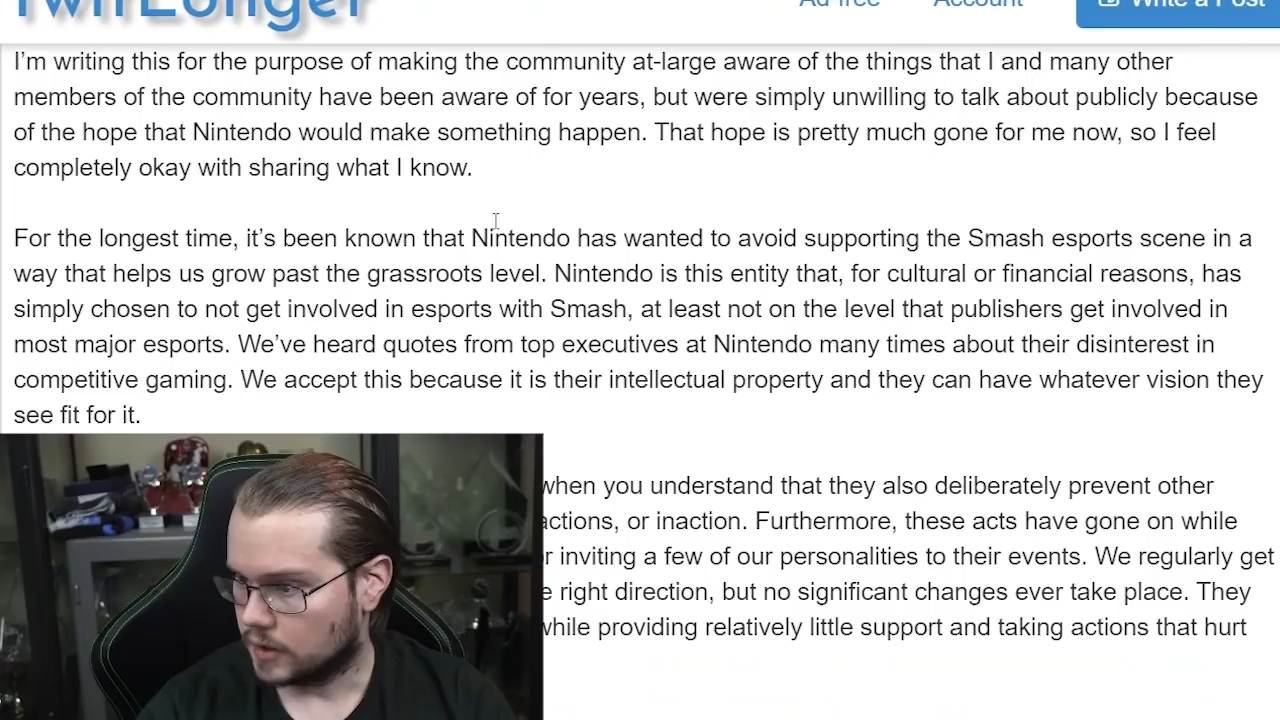 TwitLonger
Ad-free Account Write a Post
I’m writing this for the purpose of making the community at-large aware of the things that I and many other
members of the community have been aware of for years, but were simply unwilling to talk about publicly because
of the hope that Nintendo would make something happen. That hope is pretty much gone for me now, so I feel
completely okay with sharing what I know.
For the longest time, it’s been known that Nintendo has wanted to avoid supporting the Smash esports scene in a
way that helps us grow past the grassroots level. Nintendo is this entity that, for cultural or financial reasons, has
simply chosen to not get involved in esports with Smash, at least not on the level that publishers get involved in
most major esports. We’ve heard quotes from top executives at Nintendo many times about their disinterest in
competitive gaming. We accept this because it is their intellectual property and they can have whatever vision they
see fit for it.
when you understand that they also deliberately prevent other
actions, or inaction. Furthermore, these acts have gone on while
or inviting a few of our personalities to their events. We regularly get
right direction, but no significant changes ever take place. They
while providing relatively little support and taking actions that hurt